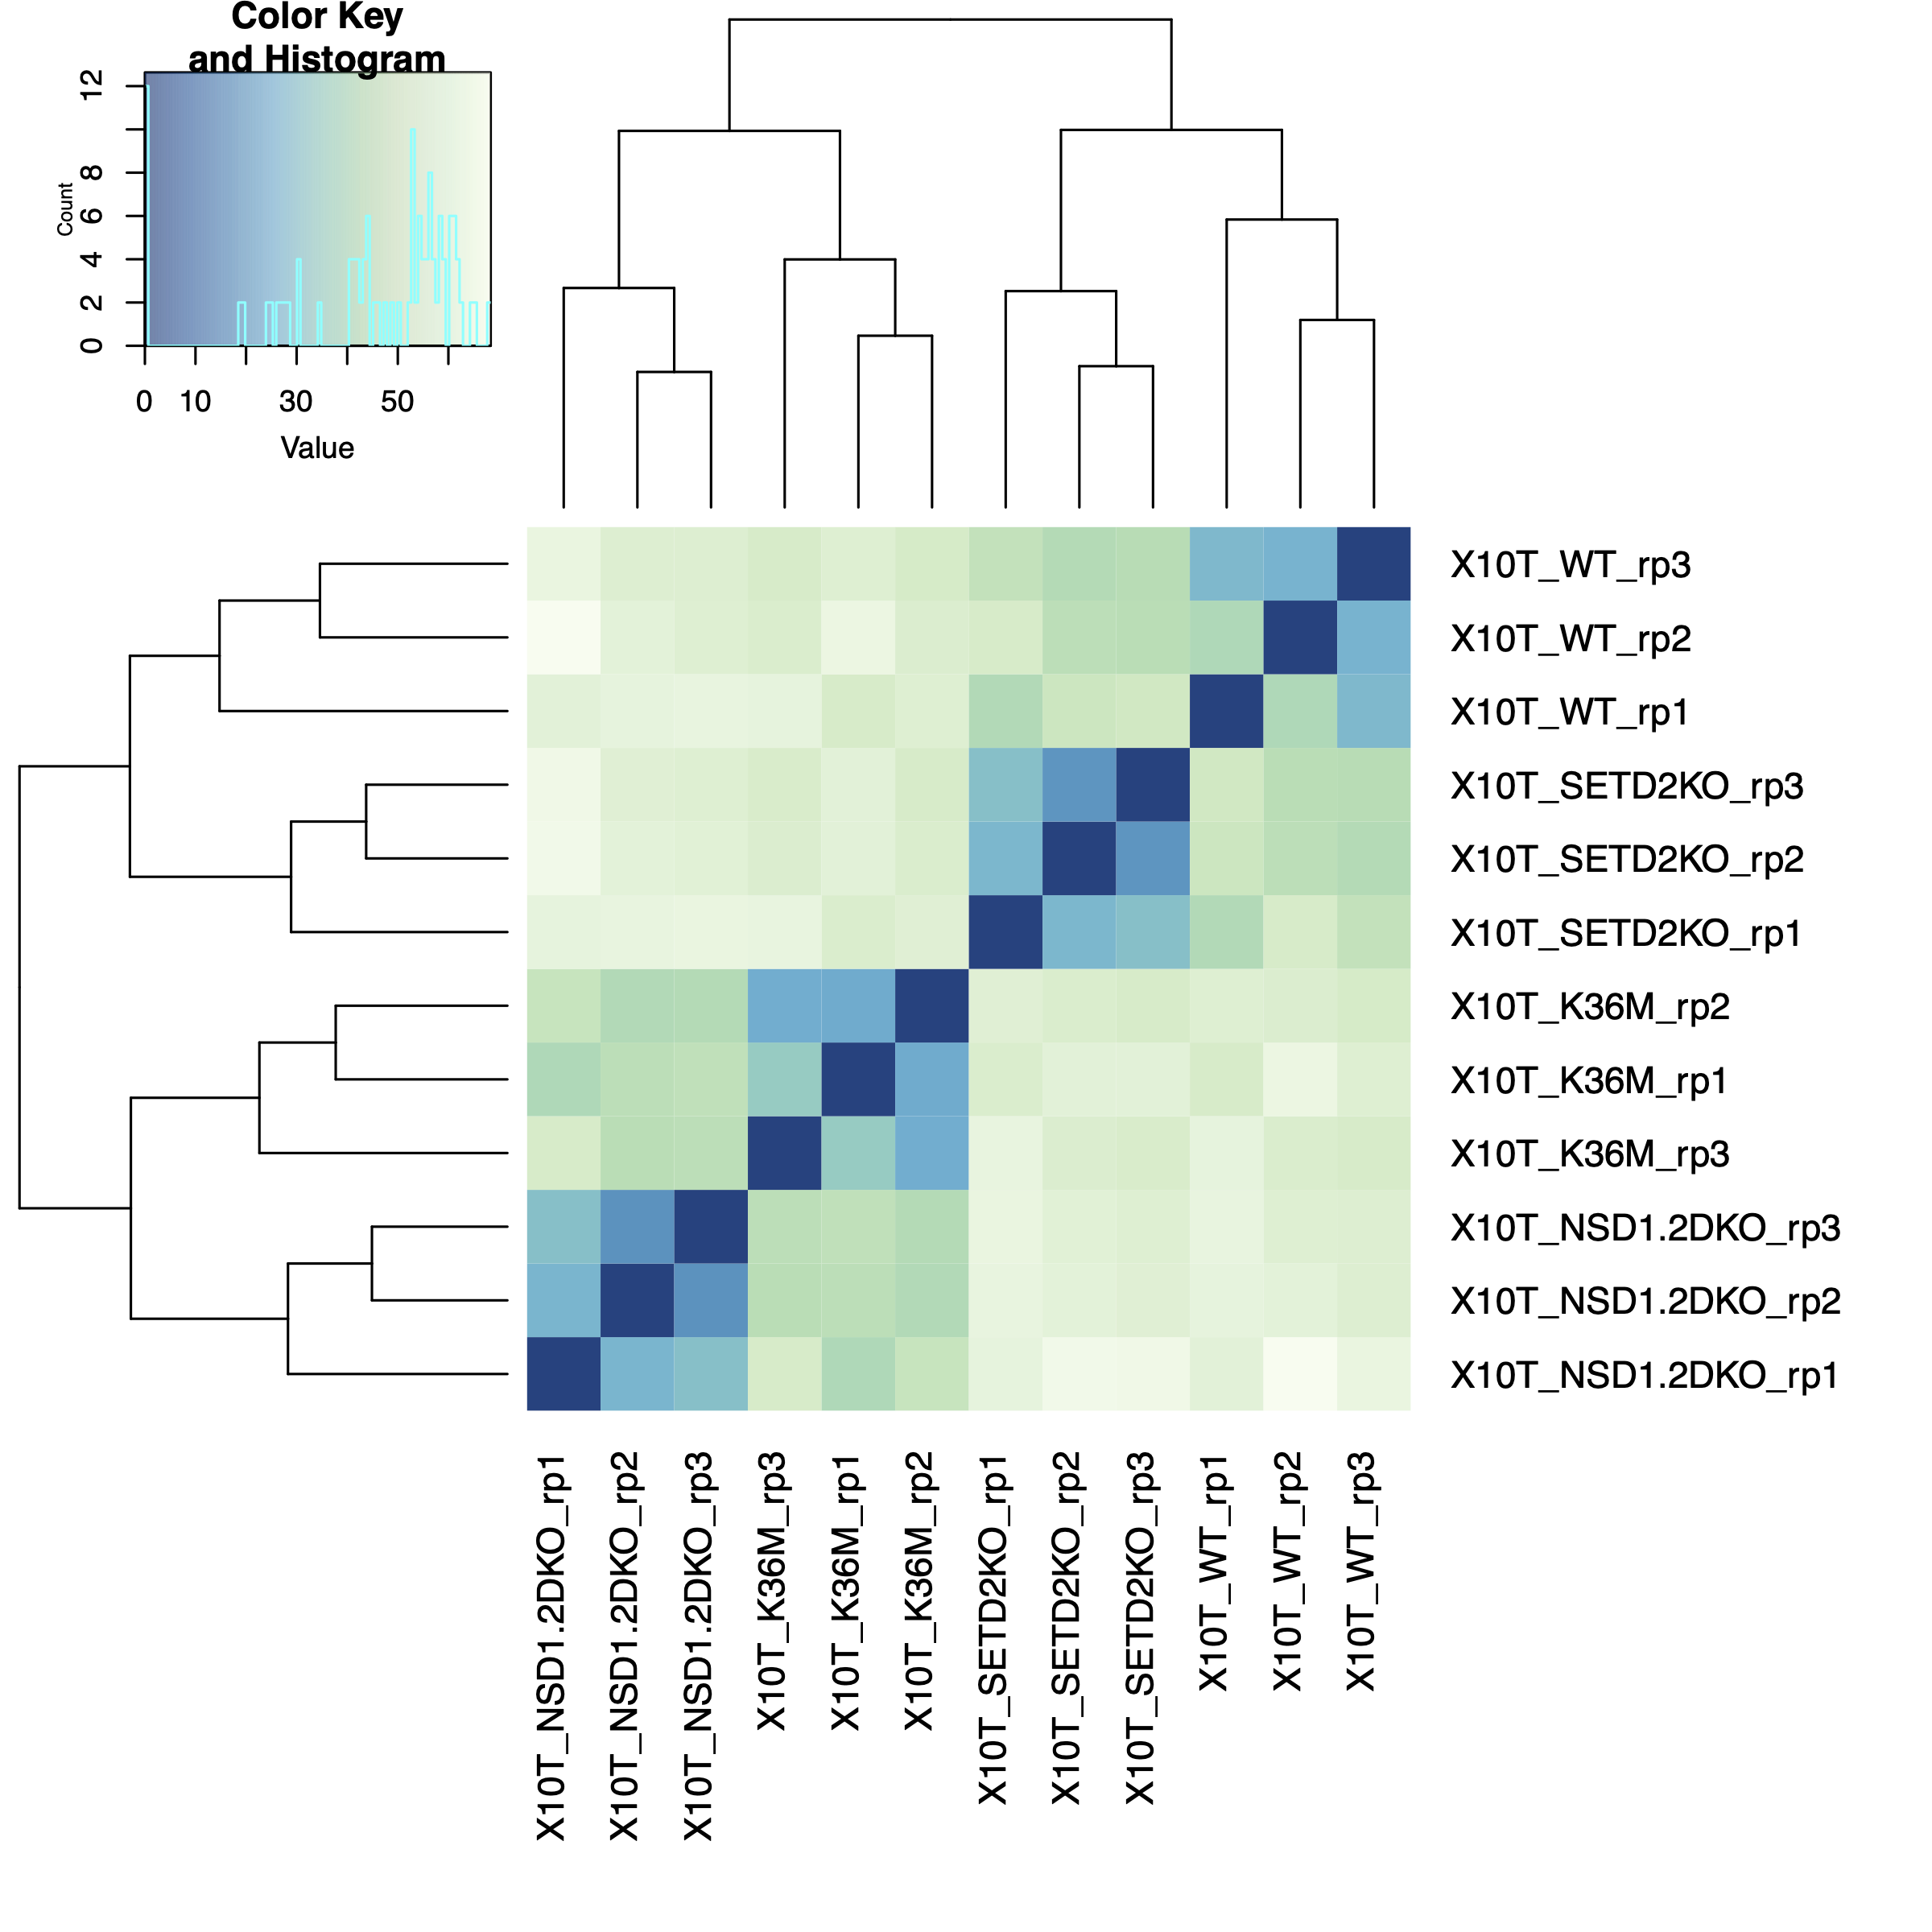 Color Key
and Histogram
Count
0
2
4
6
8
12
0 10 30 50
Value
X10T_WT_rp3
X10T_WT_rp2
X10T_WT_rp1
X10T_SETD2KO_rp3
X10T_SETD2KO_rp2
X10T_SETD2KO_rp1
X10T_K36M_rp2
X10T_K36M_rp1
X10T_K36M_rp3
X10T_NSD1.2DKO_rp3
X10T_NSD1.2DKO_rp2
X10T_NSD1.2DKO_rp1
X10T_NSD1.2DKO_rp1
X10T_NSD1.2DKO_rp2
X10T_NSD1.2DKO_rp3
X10T_K36M_rp3
X10T_K36M_rp1
X10T_K36M_rp2
X10T_SETD2KO_rp1
X10T_SETD2KO_rp2
X10T_SETD2KO_rp3
X10T_WT_rp1
X10T_WT_rp2
X10T_WT_rp3